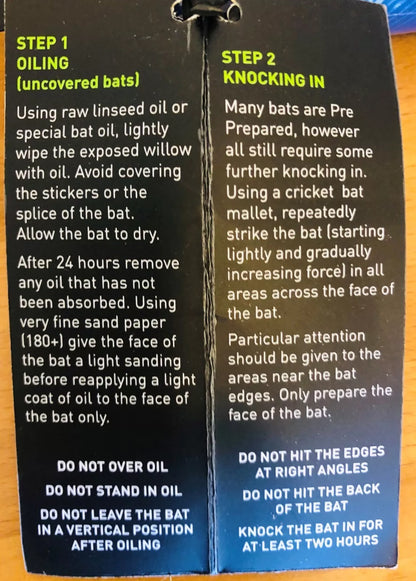 STEP 1
OILING
(uncovered bats)
Using raw linseed oil or
special bat oil, lightly
wipe the exposed willow
with oil. Avoid covering
the stickers or the
splice of the bat.
Allow the bat to dry.
After 24 hours remove
any oil that has not
been absorbed. Using
very fine sand paper
(180+) give the face of
the bat a light sanding
before reapplying a light
coat of oil to the face of
the bat only.
DO NOT OVER OIL
DO NOT STAND IN OIL
DO NOT LEAVE THE BAT
IN A VERTICAL POSITION
AFTER OILING
STEP 2
KNOCKING IN
Many bats are Pre
Prepared, however
all still require some
further knocking in.
Using a cricket bat
mallet, repeatedly
strike the bat (starting
lightly and gradually
increasing force) in all
areas across the face of
the bat.
Particular attention
should be given to the
areas near the bat
edges. Only prepare the
face of the bat.
DO NOT HIT THE EDGES
AT RIGHT ANGLES
DO NOT HIT THE BACK
OF THE BAT
KNOCK THE BAT IN FOR
AT LEAST TWO HOURS